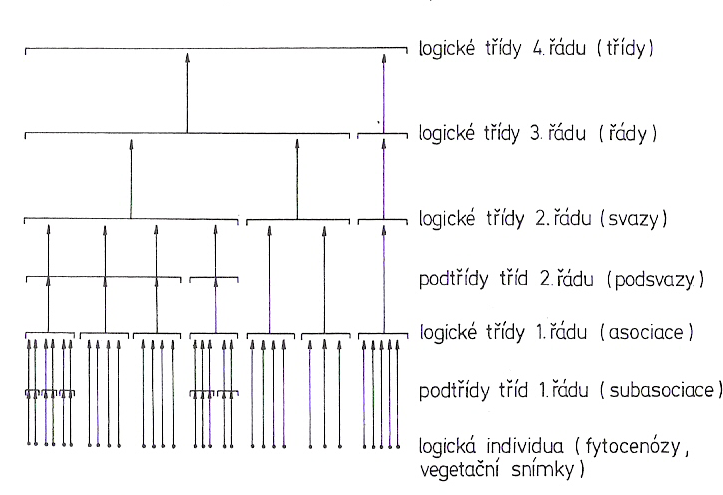 logické třídy 4. řádu ( třídy )
logické třídy 3. řádu ( řády )
logické třídy 2. řádu ( svazy )
podtřídy tříd 2. řádu ( podsvazy )
logické třídy 1. řádu ( asociace )
podtřídy tříd 1. řádu ( subasociace )
logická individua ( fytocenózy ,
vegetační snímky )